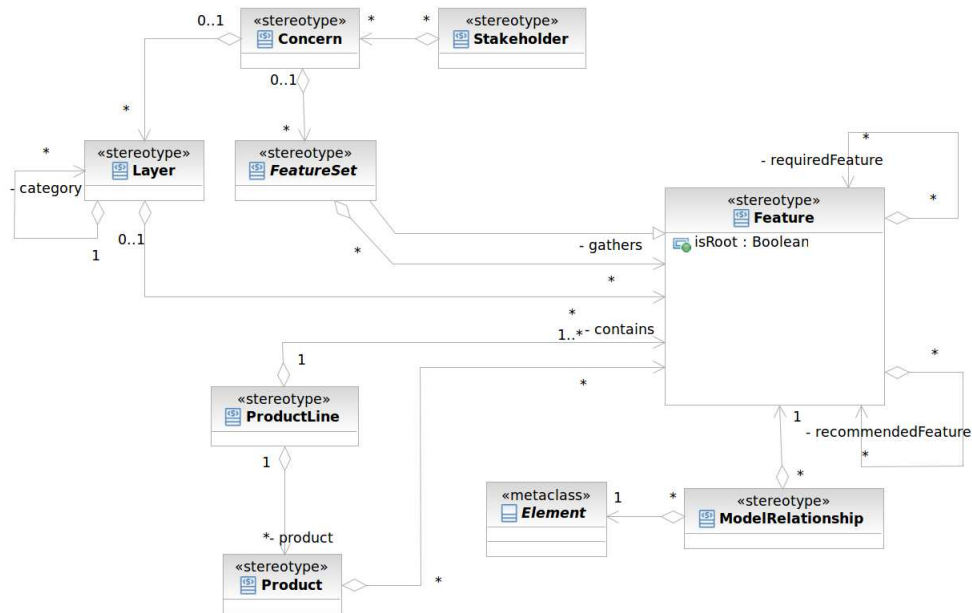 0..1
«stereotype»
Concern
*
*
«stereotype»
Stakeholder
0..1
*
*
«stereotype»
Layer
*
- category
1
0..1
«stereotype»
FeatureSet
*
- gathers
*
*
- requiredFeature
*
*
«stereotype»
Feature
isRoot : Boolean
*
1..*
- contains
1
*
«stereotype»
ProductLine
1
*
- recommendedFeature
*
1
*
«metaclass»
Element
1
*
«stereotype»
ModelRelationship
*- product
«stereotype»
Product
*